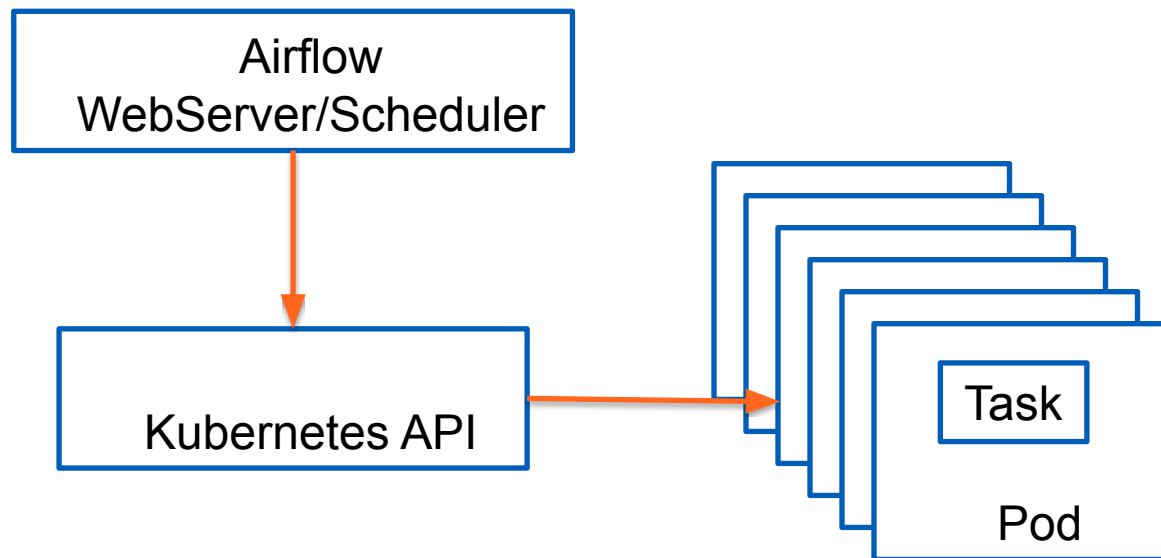 Airflow
WebServer/Scheduler
Kubernetes API
Task
Pod